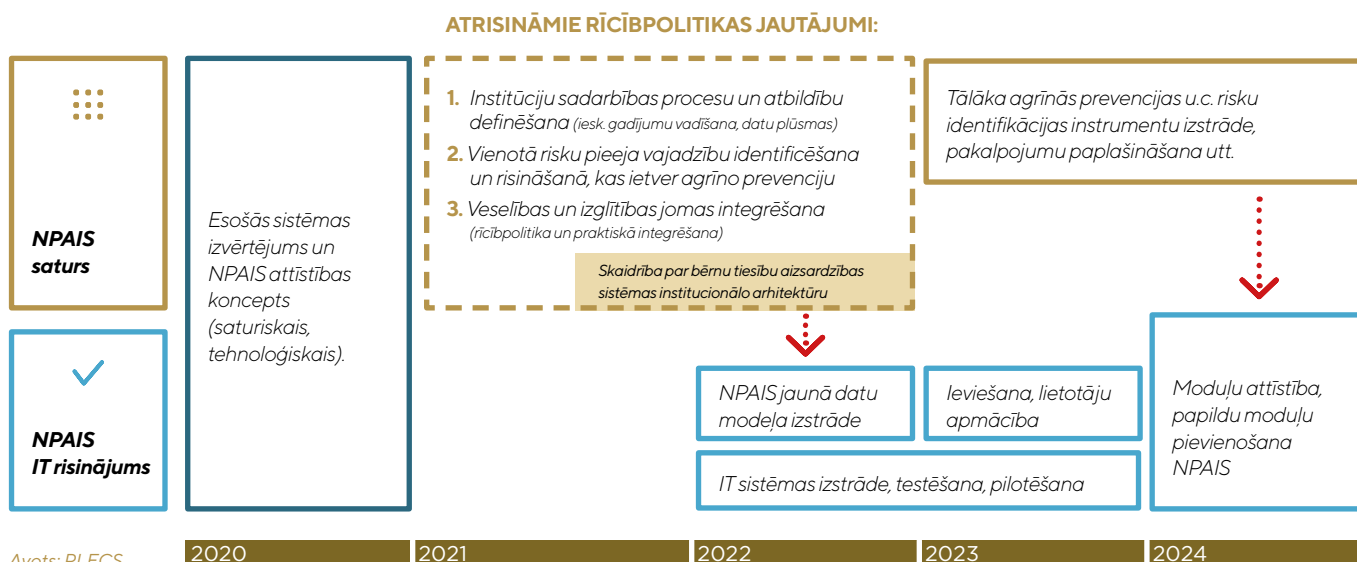 ATRISINĀMIE RĪCĪBPOLITIKAS JAUTĀJUMI:
NPAIS
saturs
NPAIS
IT risinājums
Esošās sistēmas
izvērtējums un
NPAIS attīstības
koncepts
(saturiskais,
tehnoloģiskais).
1. Institūciju sadarbības procesu un atbildību
definēšana (iesk. gadījumu vadīšana, datu plūsmas)
2. Vienotā risku pieeja vajadzību identificēšana
un risināšanā, kas ietver agrīno prevenciju
3. Veselības un izglītības jomas integrēšana
(rīcībpolitika un praktiskā integrēšana)
Skaidrība par bērnu tiesību aizsardzības
sistēmas institucionālo arhitektūru
Tālāka agrīnās prevencijas u.c. risku
identifikācijas instrumentu izstrāde,
pakalpojumu paplašināšana utt.
NPAIS jaunā datu
modeļa izstrāde
Ieviešana, lietotāju
apmācība
IT sistēmas izstrāde, testēšana, pilotēšana
Moduļu attīstība,
papildu moduļu
pievienošana
NPAIS
Avots: PLECS
2020
2021
2022
2023
2024